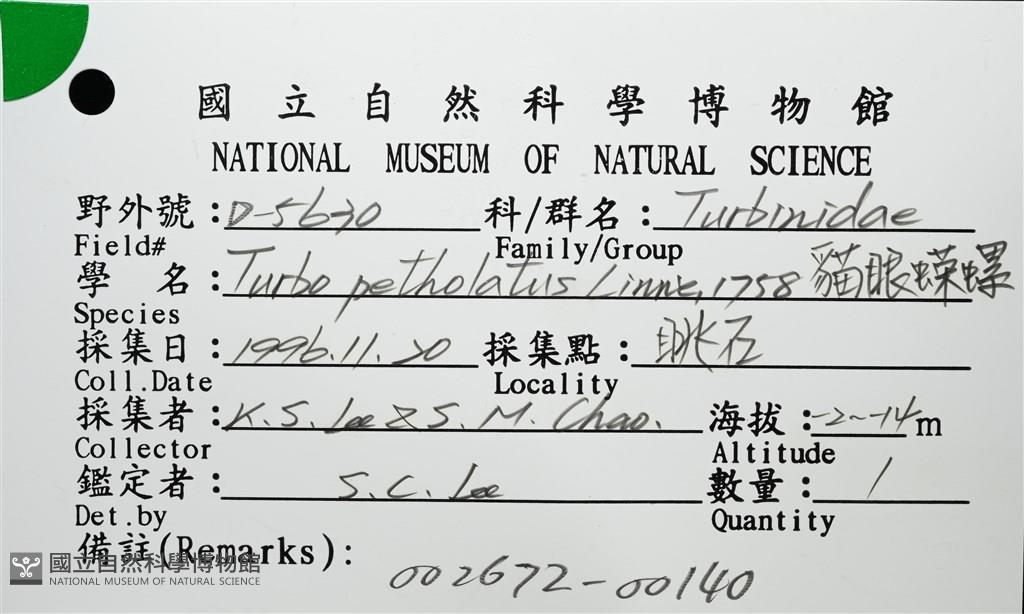 國立自然科學博物館
NATIONAL MUSEUM OF NATURAL SCIENCE
野外號：D-5630 科/群名：Turbinidae
Field# Family/Group
學 名：Turbo petholatus Linne, 1758 貓眼蠑螺
Species
採集日：1996.11.20 採集點：眺石
Coll.Date Locality
採集者：K.S. Lee & S.M. Chao. 海拔：-2~-14 m
Collector Altitude
鑑定者：S.C. Lee 數量：1
Det.by Quantity
備註(Remarks)：
002672-00140
國立自然科學博物館
NATIONAL MUSEUM OF NATURAL SCIENCE